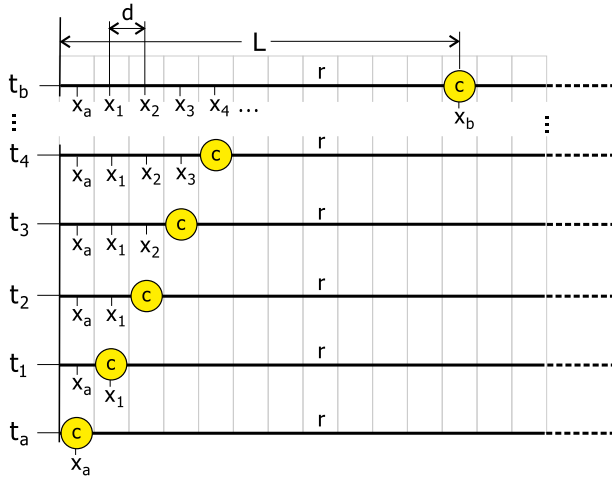 d
L
t_b r c
x_a x_1 x_2 x_3 x_4 ... x_b
⋮ ⋮
t_4 c r
x_a x_1 x_2 x_3
t_3 c r
x_a x_1 x_2
t_2 c r
x_a x_1
t_1 c r
x_a x_1
t_a c r
x_a